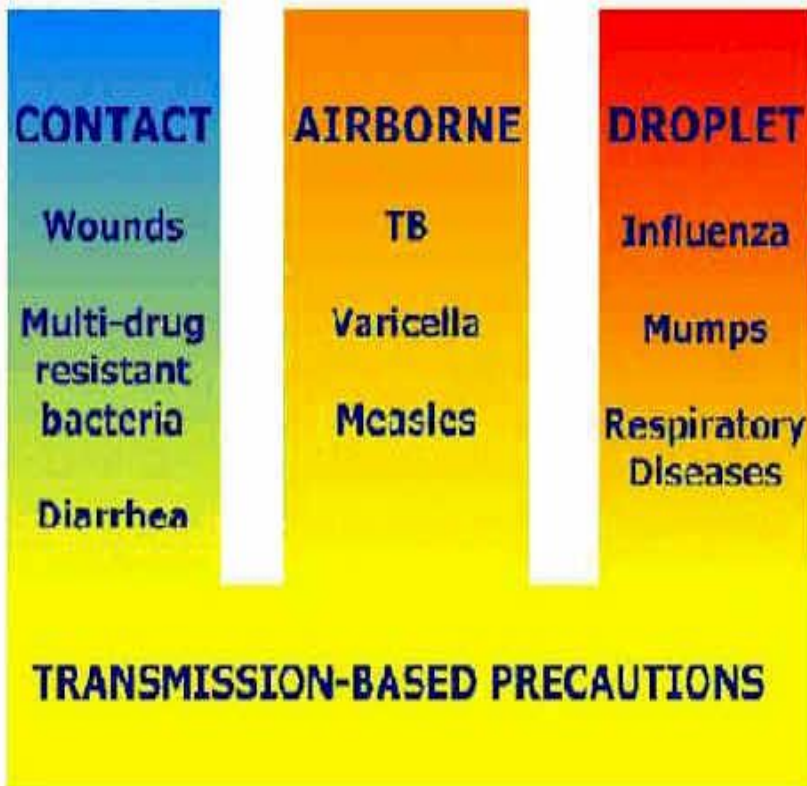 CONTACT
Wounds
Multi-drug
resistant
bacteria
Diarrhea
AIRBORNE
TB
Varicella
Measles
DROPLET
Influenza
Mumps
Respiratory
Diseases
TRANSMISSION-BASED PRECAUTIONS